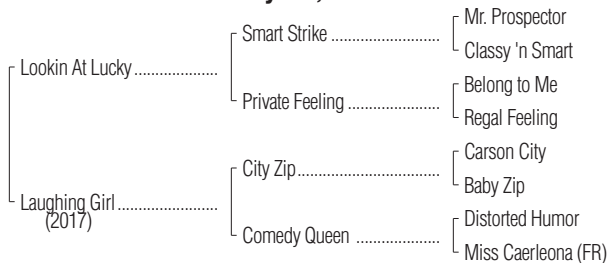 Mr. Prospector
Smart Strike ..........................
Classy 'n Smart
Lookin At Lucky....................
Belong to Me
Private Feeling ......................
Regal Feeling
Carson City
City Zip..................................
Baby Zip
Laughing Girl ........................
(2017)
Distorted Humor
Comedy Queen ....................
Miss Caerleona (FR)